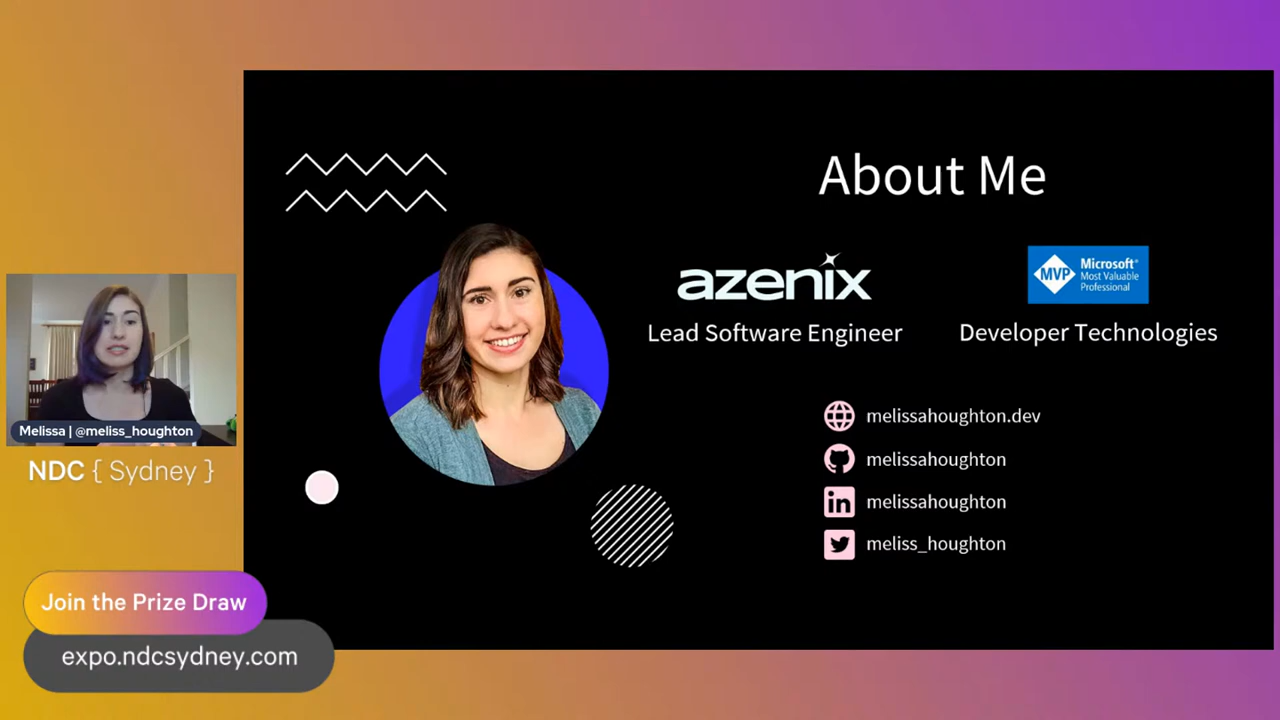 About Me
azenix
MVP
Microsoft®
Most Valuable
Professional
Lead Software Engineer
Developer Technologies
melissahoughton.dev
melissahoughton
in
melissahoughton
meliss_houghton
Melissa | @meliss_houghton
NDC { Sydney }
Join the Prize Draw
expo.ndcsydney.com